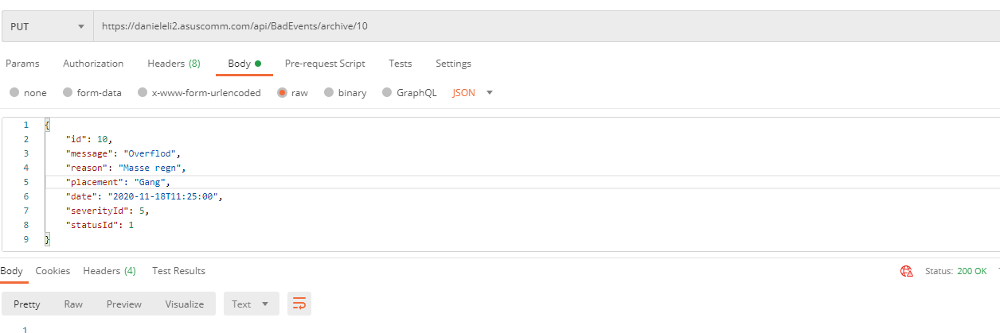 PUT https://danieleli2.asuscomm.com/api/BadEvents/archive/10
Params Authorization Headers (8) Body Pre-request Script Tests Settings
none form-data x-www-form-urlencoded raw binary GraphQL JSON
1 {
2 "id": 10,
3 "message": "Overflod",
4 "reason": "Masse regn",
5 "placement": "Gang",
6 "date": "2020-11-18T11:25:00",
7 "severityId": 5,
8 "statusId": 1
9 }
Body Cookies Headers (4) Test Results Status: 200 OK
Pretty Raw Preview Visualize Text
1